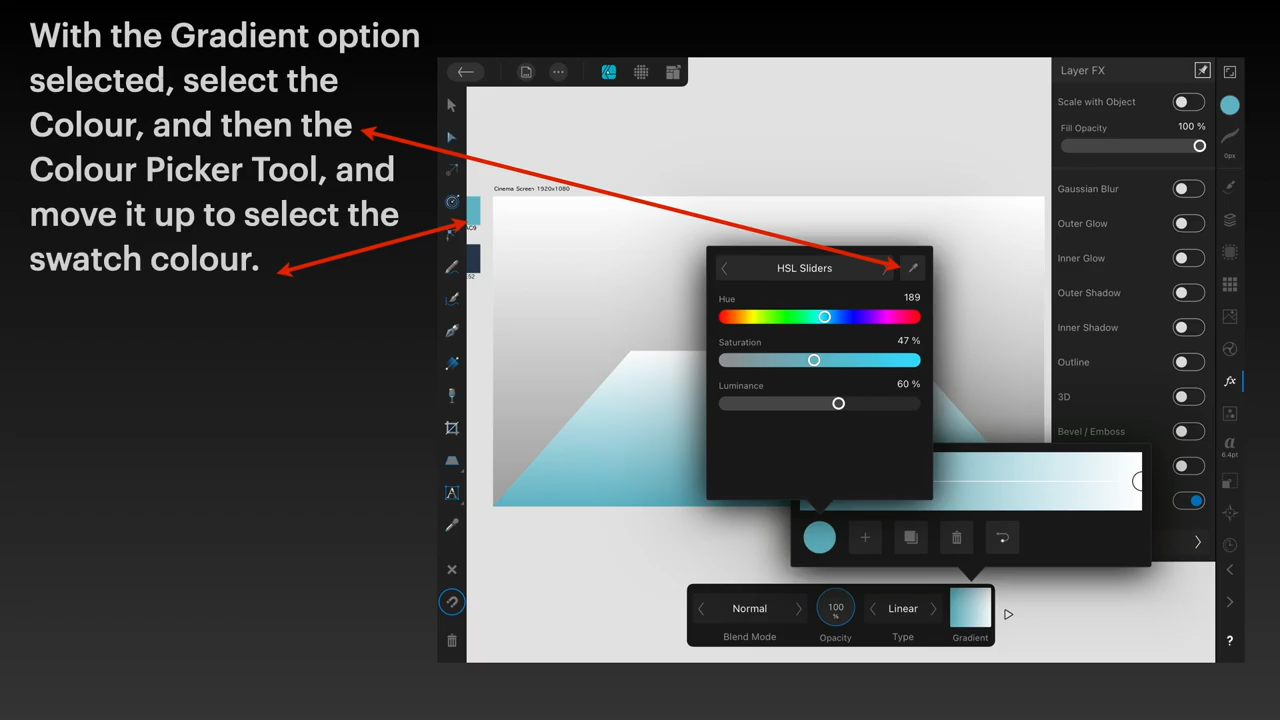 With the Gradient option
selected, select the
Colour, and then the
Colour Picker Tool, and
move it up to select the
swatch colour.
Layer FX
Scale with Object
Fill Opacity 100 %
0px
Gaussian Blur
Cinema Screen 1920x1080
Outer Glow
Inner Glow
HSL Sliders
Outer Shadow
Hue 189
Inner Shadow
Saturation 47 %
Outline
Luminance 60 %
3D
Bevel / Emboss
fx
a
6.4pt
A
Normal
100
%
Linear
Blend Mode
Opacity
Type
Gradient
?